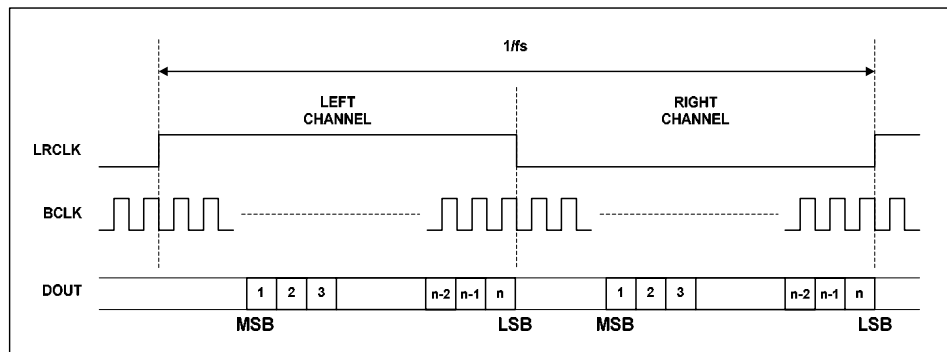 1/fs
LEFT
CHANNEL
RIGHT
CHANNEL
LRCLK
BCLK
DOUT
1 2 3 n-2 n-1 n 1 2 3 n-2 n-1 n
MSB LSB MSB LSB